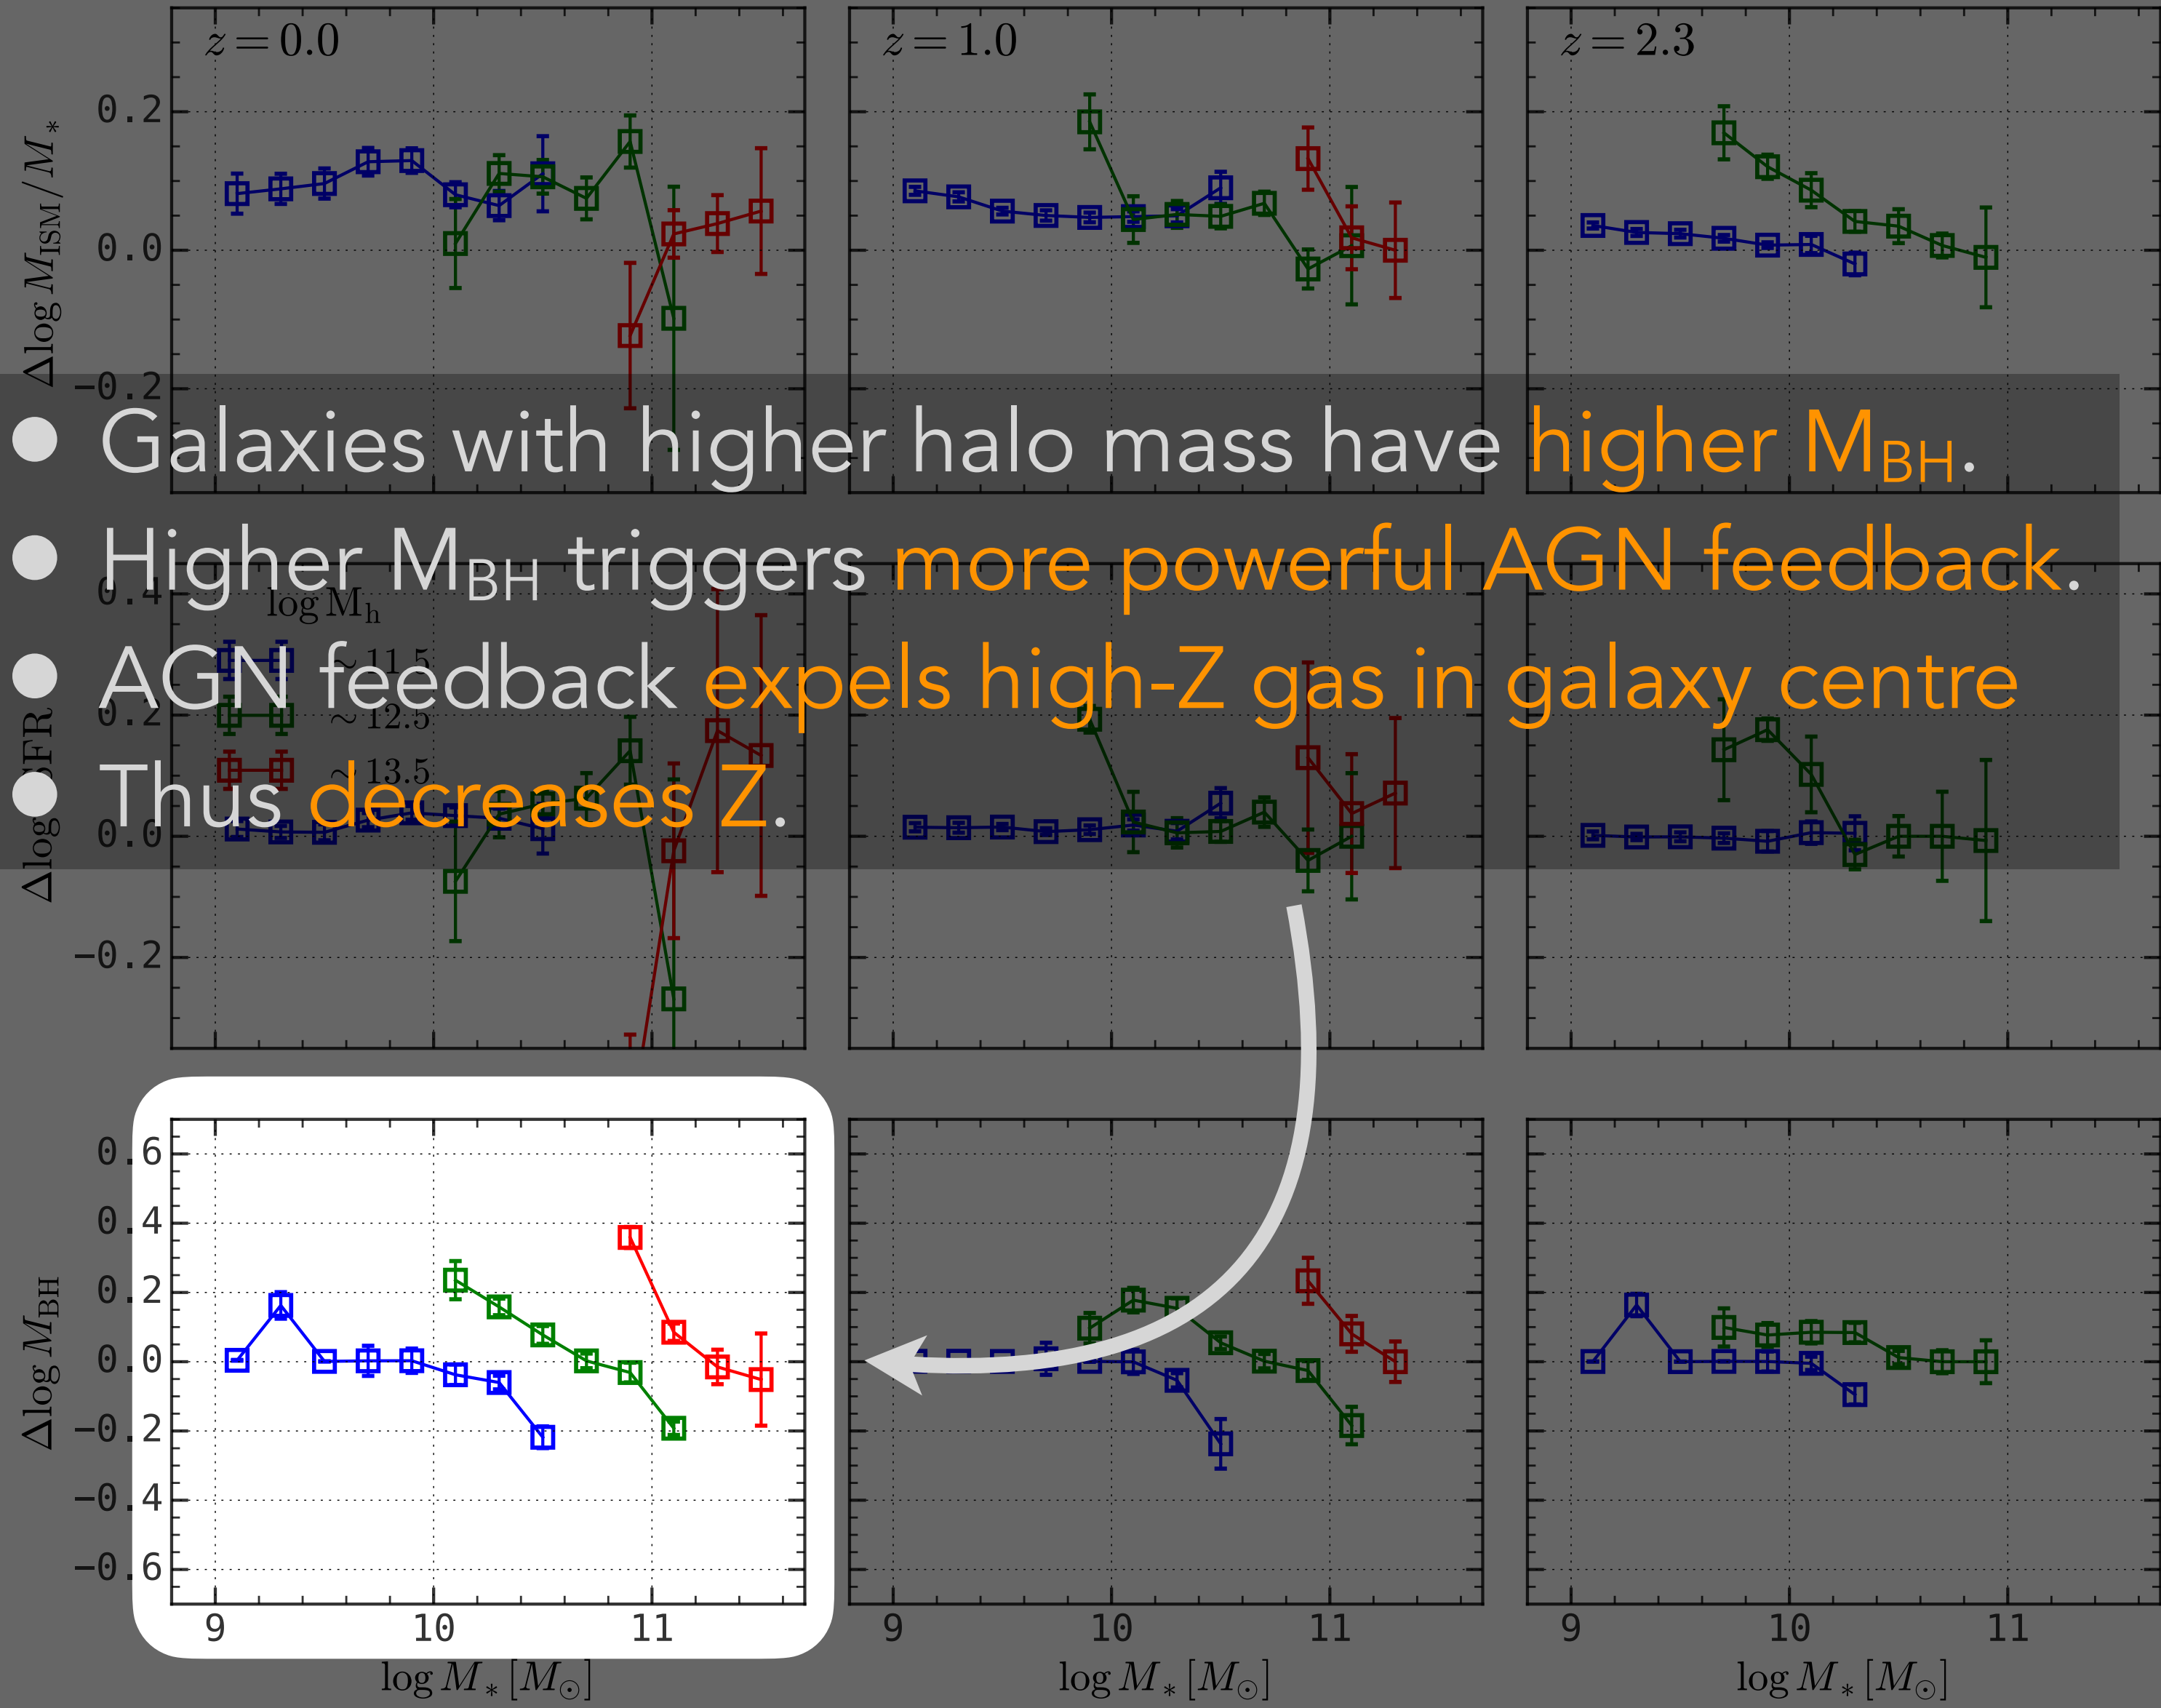 z = 0.0
z = 1.0
z = 2.3
Δlog M_ISM/M_*
0.2
0.0
−0.2
• Galaxies with higher halo mass have higher M_BH.
• Higher M_BH triggers more powerful AGN feedback.
• AGN feedback expels high-Z gas in galaxy centre
• Thus decreases Z.
log M_h
~ 11.5
~ 12.5
~ 13.5
0.4
0.2
0.0
−0.2
Δlog M_BH
0.6
0.4
0.2
0.0
−0.2
−0.4
−0.6
9 10 11
9 10 11
9 10 11
log M_* [M_⊙]
log M_* [M_⊙]
log M_* [M_⊙]